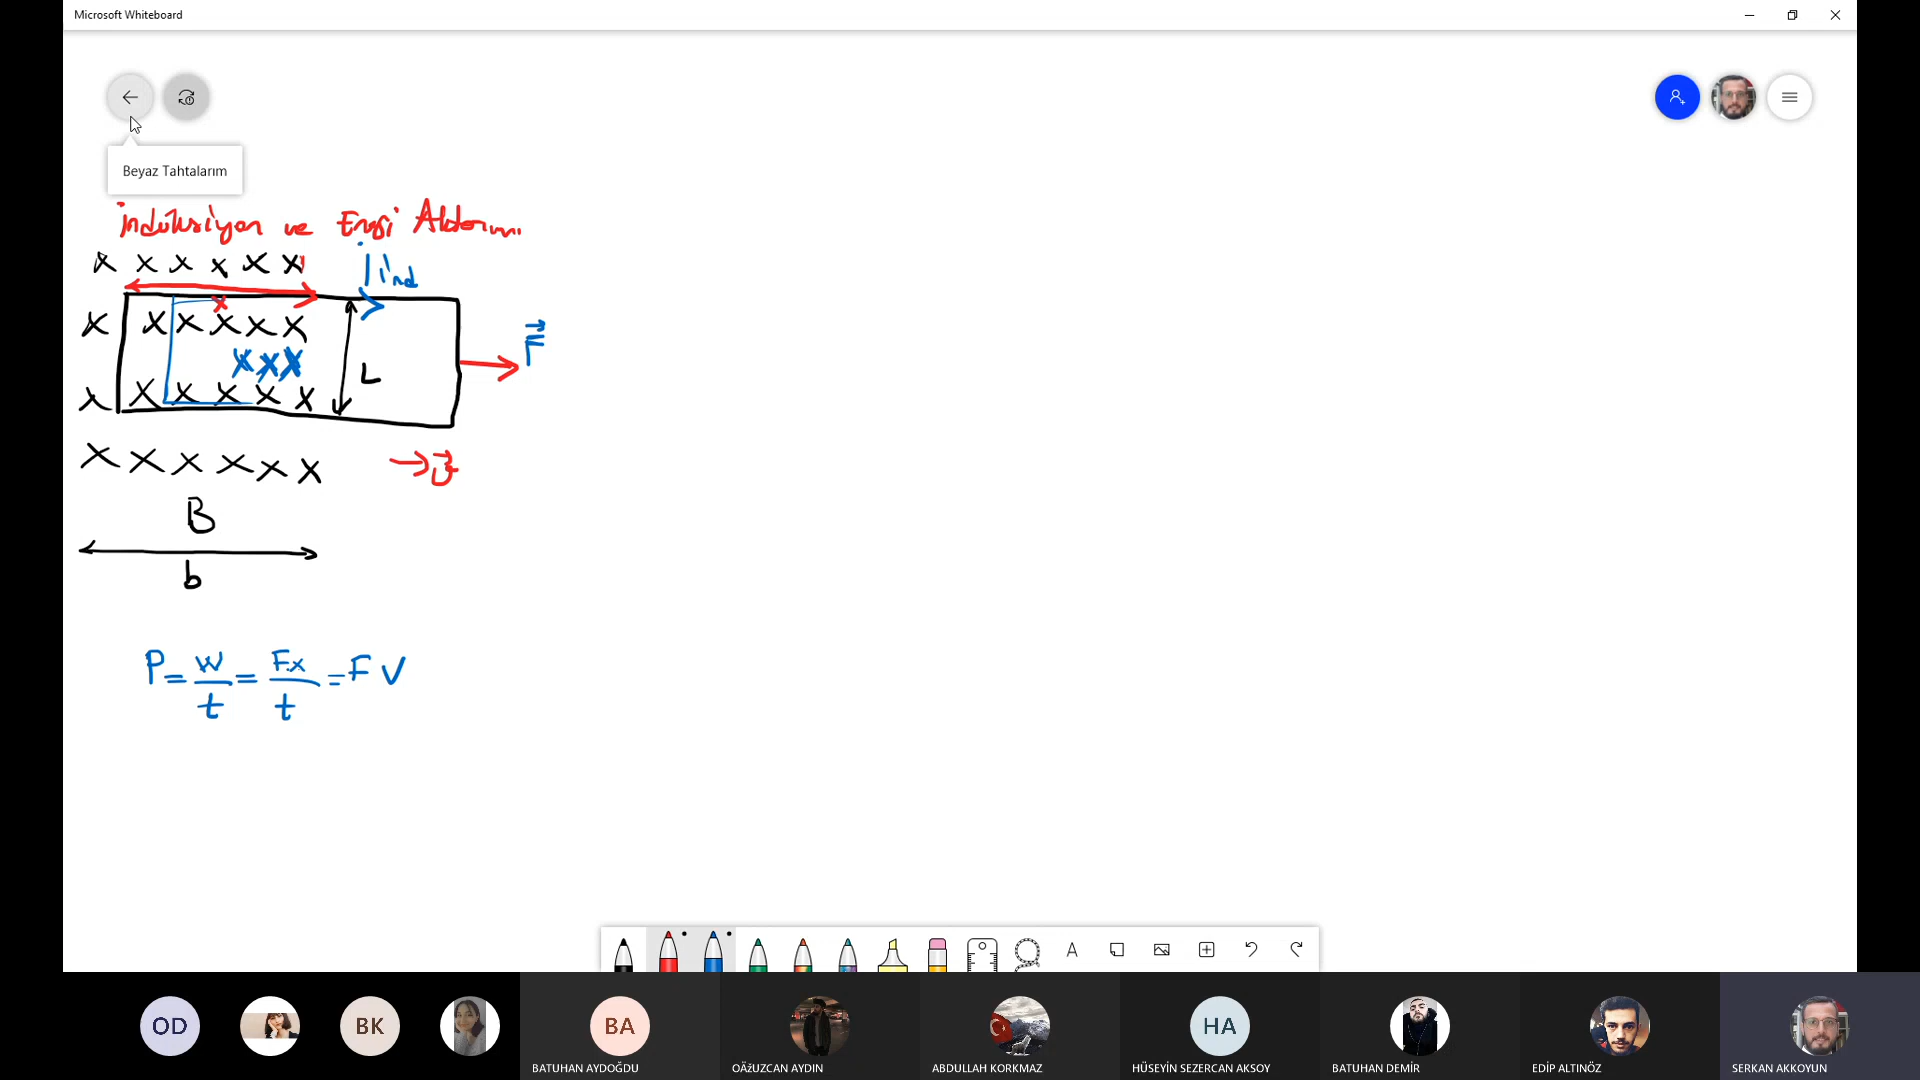 Microsoft Whiteboard
Beyaz Tahtalarım
İndüksiyon ve Enerji Aktarımı
x x x x x x
i ind
x
x x x x x x
F
x x x
L
x x x x x x
x x x x x x
v
B
b
P = W/t = Fx/t = F V
A
OD
BK
BA
HA
BATUHAN AYDOĞDU
OÄžUZCAN AYDIN
ABDULLAH KORKMAZ
HÜSEYİN SEZERCAN AKSOY
BATUHAN DEMİR
EDİP ALTINÖZ
SERKAN AKKOYUN